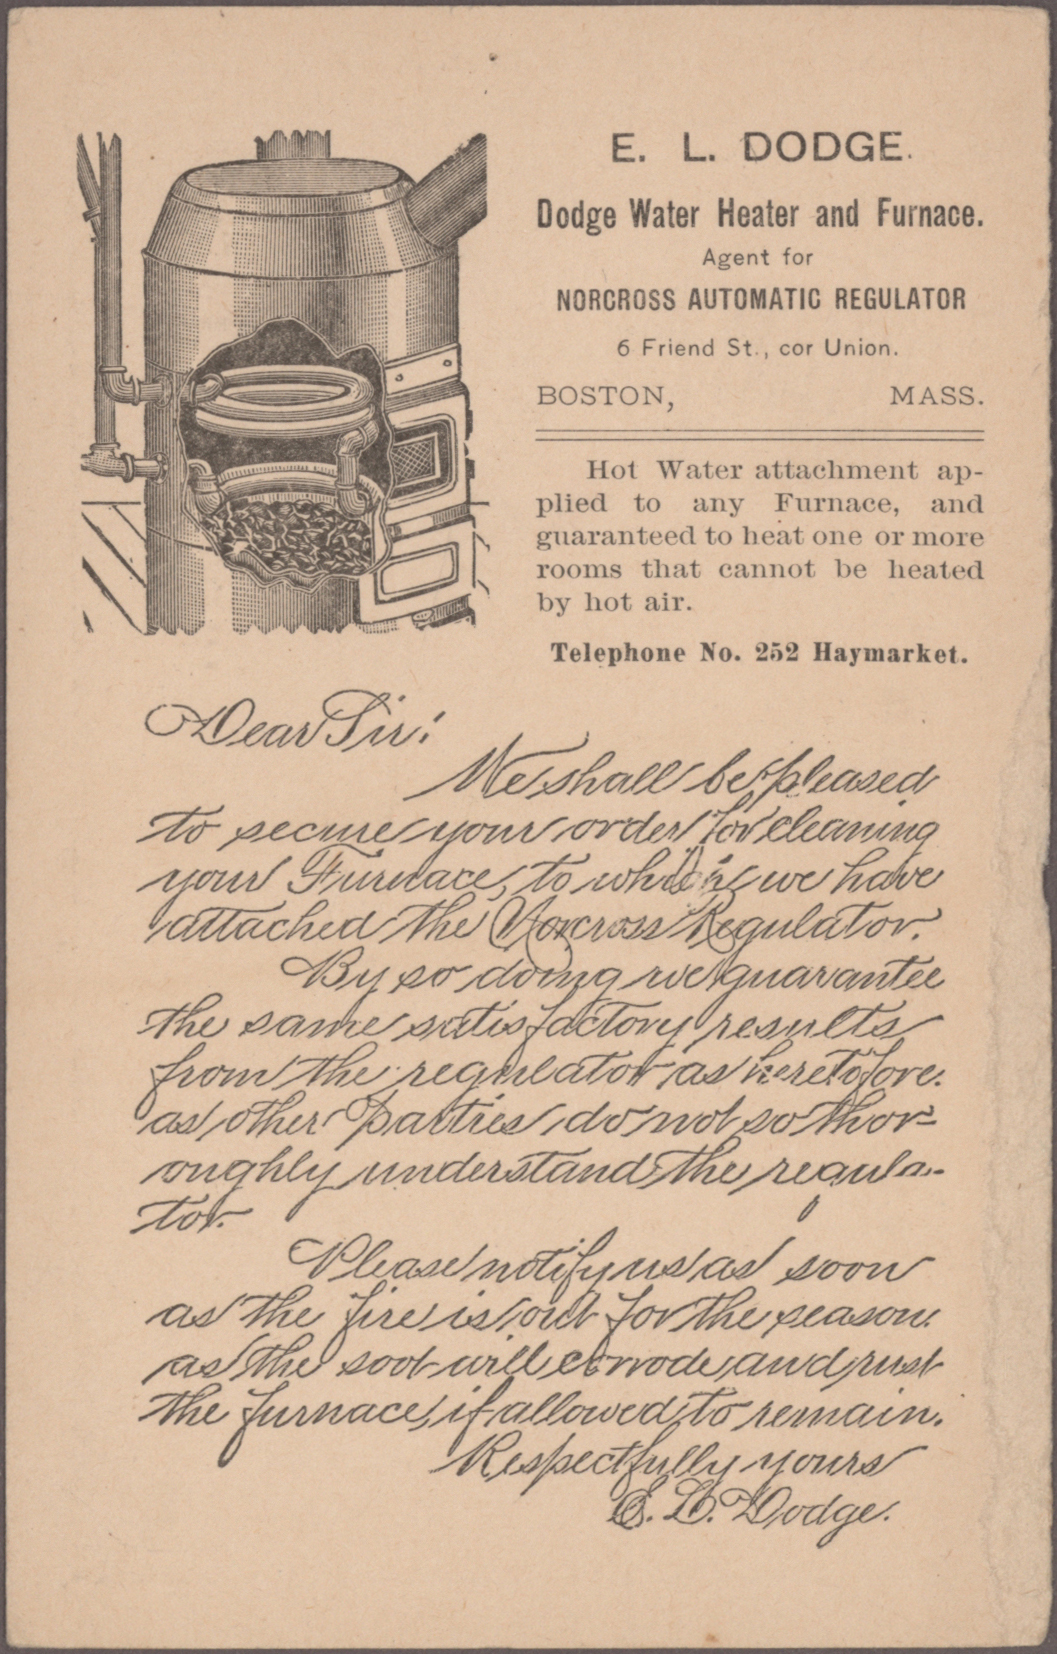 E. L. DODGE.
Dodge Water Heater and Furnace.
Agent for
NORCROSS AUTOMATIC REGULATOR
6 Friend St., cor Union.
BOSTON, MASS.
Hot Water attachment ap-
plied to any Furnace, and
guaranteed to heat one or more
rooms that cannot be heated
by hot air.
Telephone No. 252 Haymarket.
Dear Sir:
We shall be pleased
to secure your order for cleaning
your Furnace, to which we have
attached the Norcross Regulator.
By so doing we guarantee
the same satisfactory results
from the regulator as heretofore.
as other parties do not so thor-
oughly understand the regula-
tor.
Please notify us as soon
as the fire is out for the season.
as the soot will corrode and rust
the furnace, if allowed to remain.
Respectfully yours
E. L. Dodge.